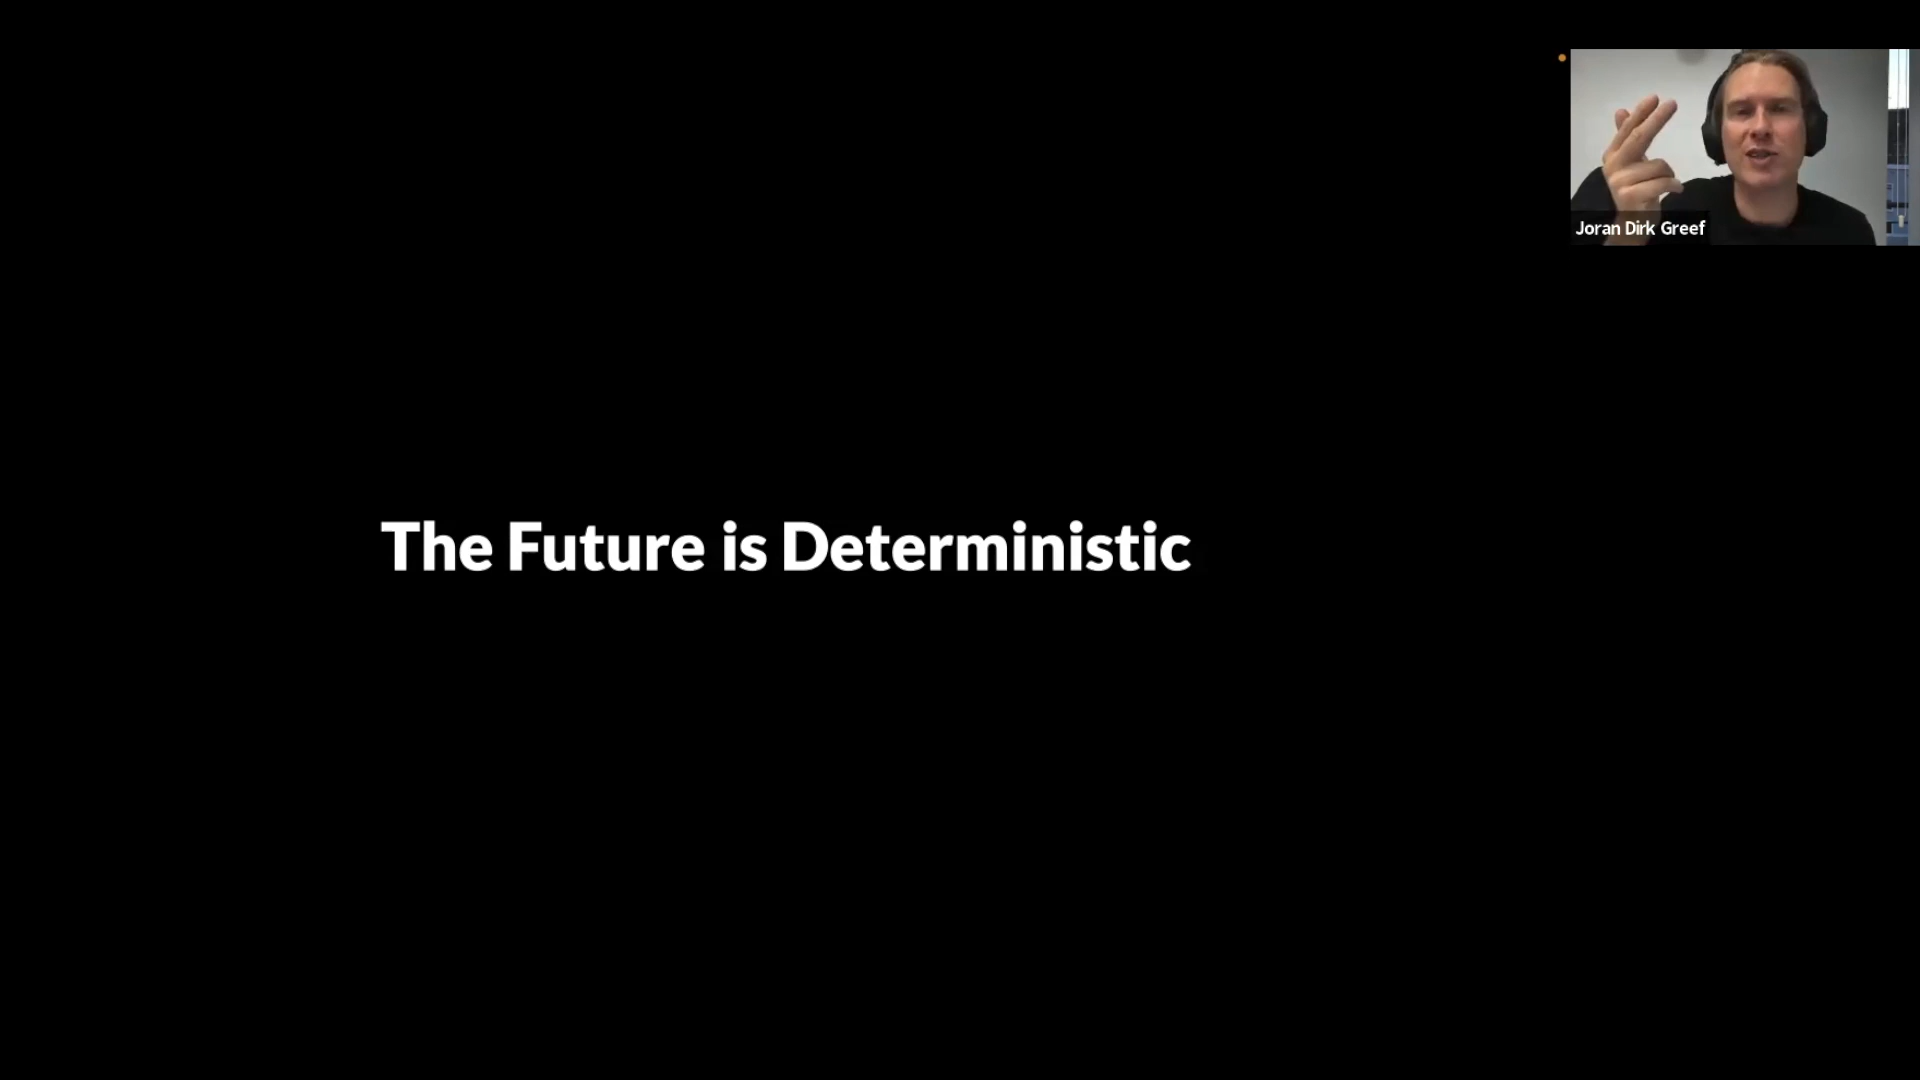 Joran Dirk Greef
The Future is Deterministic